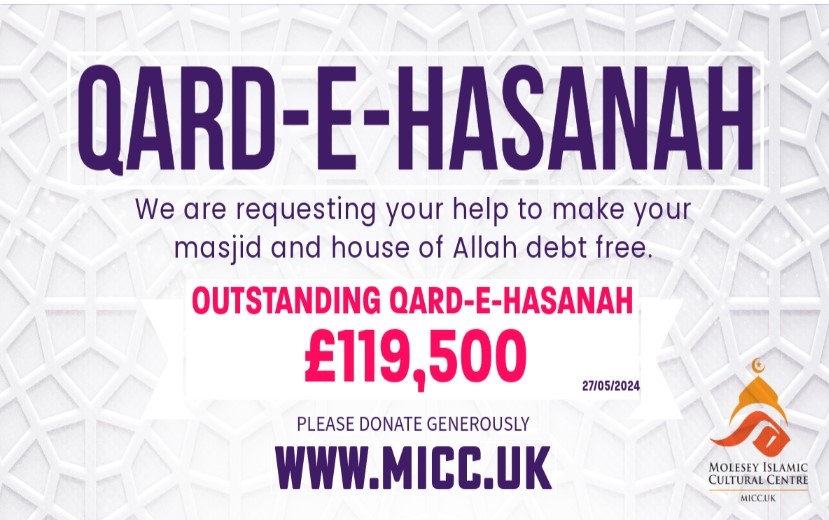 QARD-E-HASANAH
We are requesting your help to make your
masjid and house of Allah debt free.
OUTSTANDING QARD-E-HASANAH
£119,500
27/05/2024
PLEASE DONATE GENEROUSLY
WWW.MICC.UK
MOLESEY ISLAMIC
CULTURAL CENTRE
MICC.UK